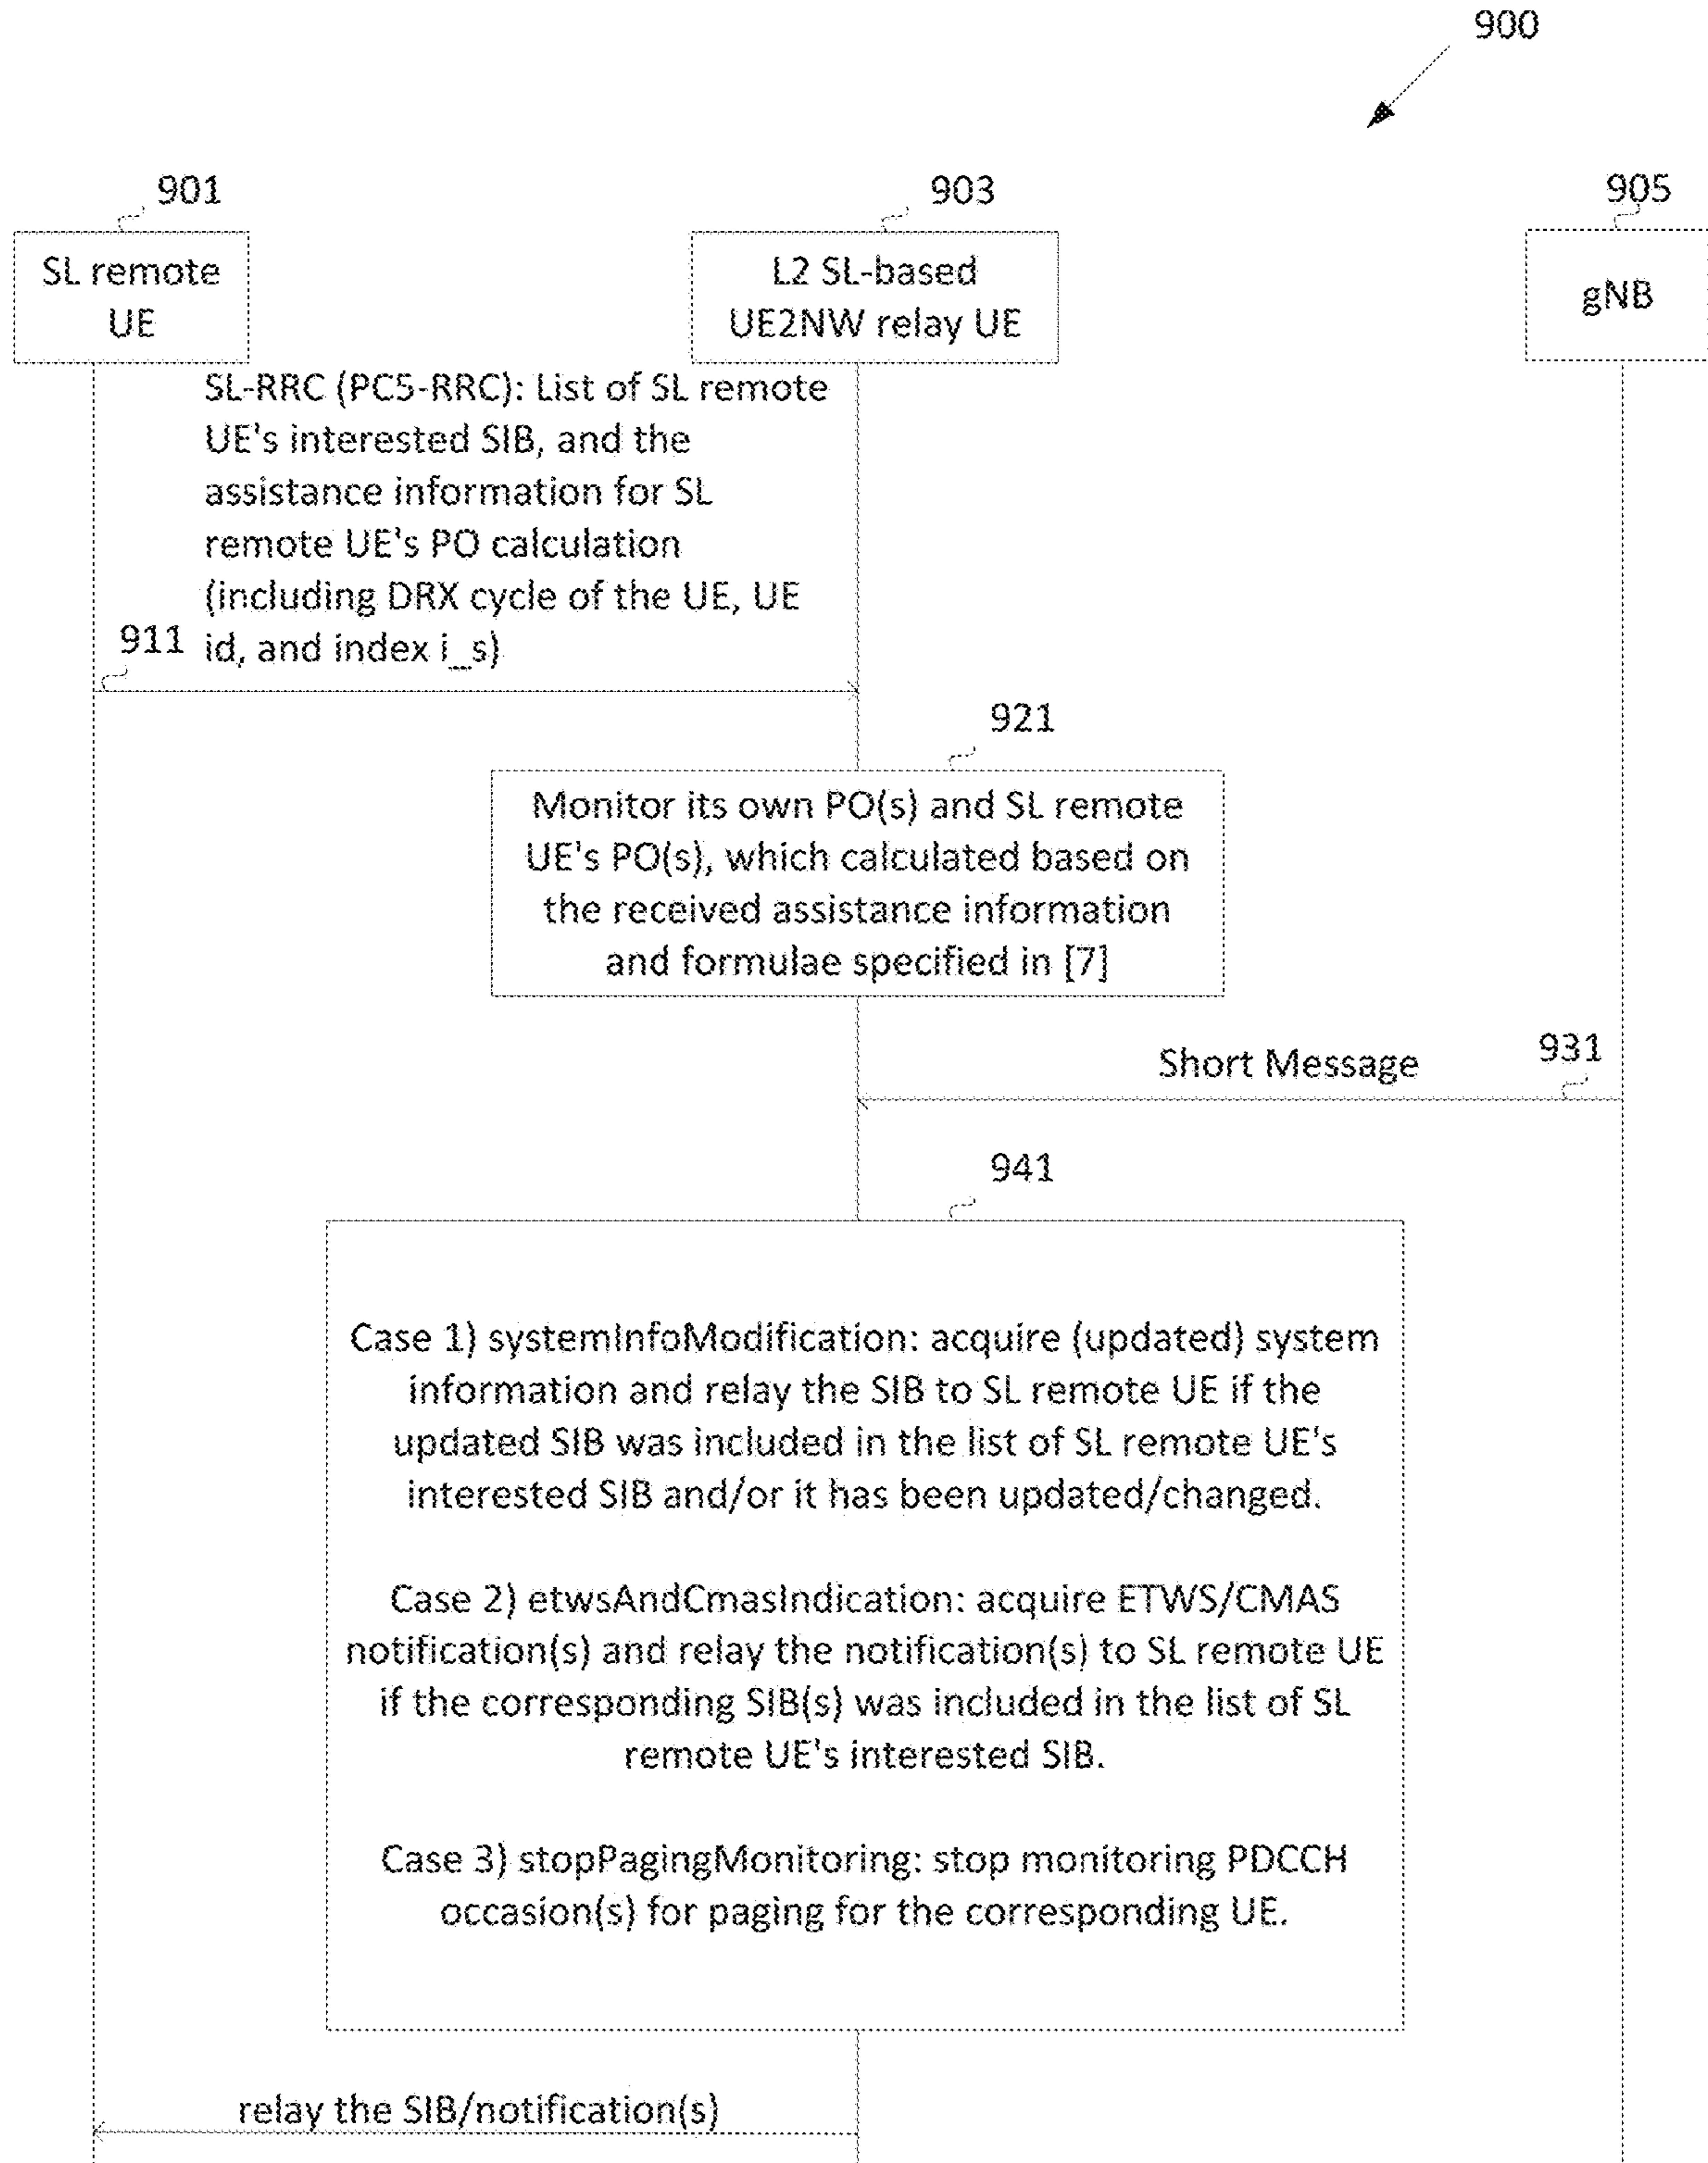 900
901
903
905
SL remote
UE
L2 SL-based
UE2NW relay UE
gNB
SL-RRC (PC5-RRC): List of SL remote
UE's interested SIB, and the
assistance information for SL
remote UE's PO calculation
(including DRX cycle of the UE, UE
id, and index i_s)
911
921
Monitor its own PO(s) and SL remote
UE's PO(s), which calculated based on
the received assistance information
and formulae specified in [7]
Short Message
931
941
Case 1) systemInfoModification: acquire (updated) system
information and relay the SIB to SL remote UE if the
updated SIB was included in the list of SL remote UE's
interested SIB and/or it has been updated/changed.
Case 2) etwsAndCmasIndication: acquire ETWS/CMAS
notification(s) and relay the notification(s) to SL remote UE
if the corresponding SIB(s) was included in the list of SL
remote UE's interested SIB.
Case 3) stopPagingMonitoring: stop monitoring PDCCH
occasion(s) for paging for the corresponding UE.
relay the SIB/notification(s)